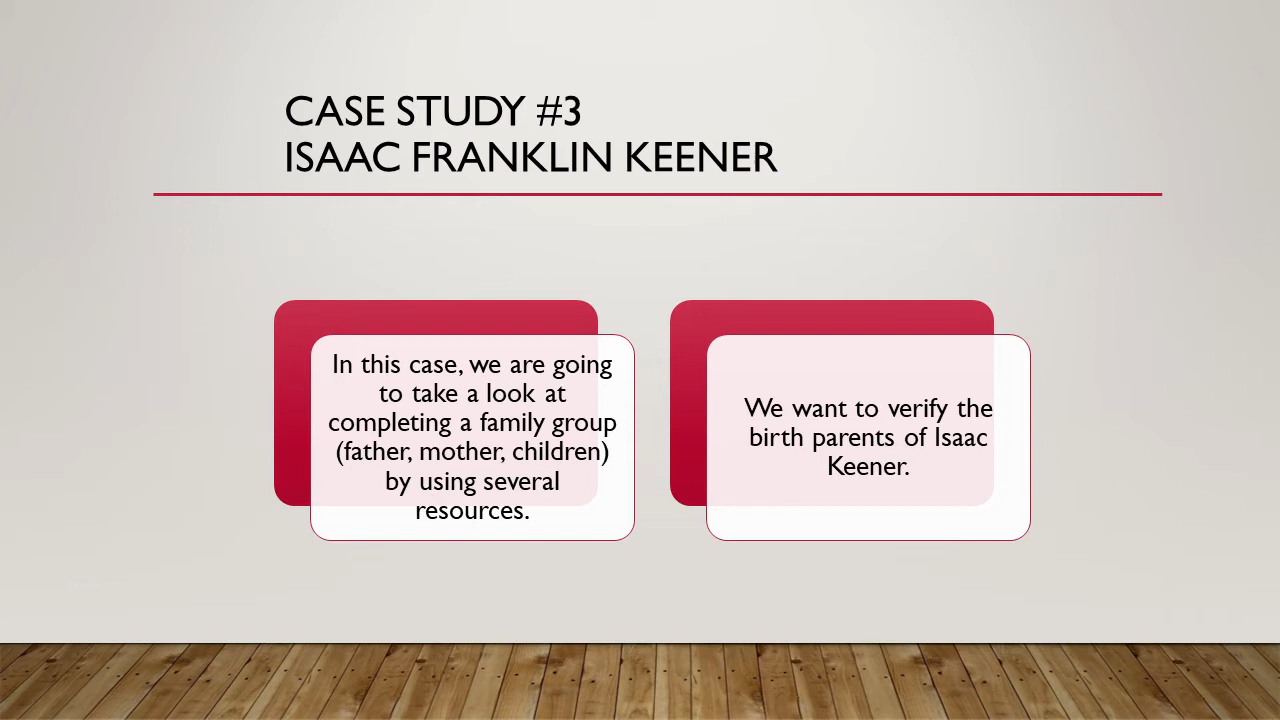 CASE STUDY #3
ISAAC FRANKLIN KEENER
In this case, we are going
to take a look at
completing a family group
(father, mother, children)
by using several
resources.
We want to verify the
birth parents of Isaac
Keener.